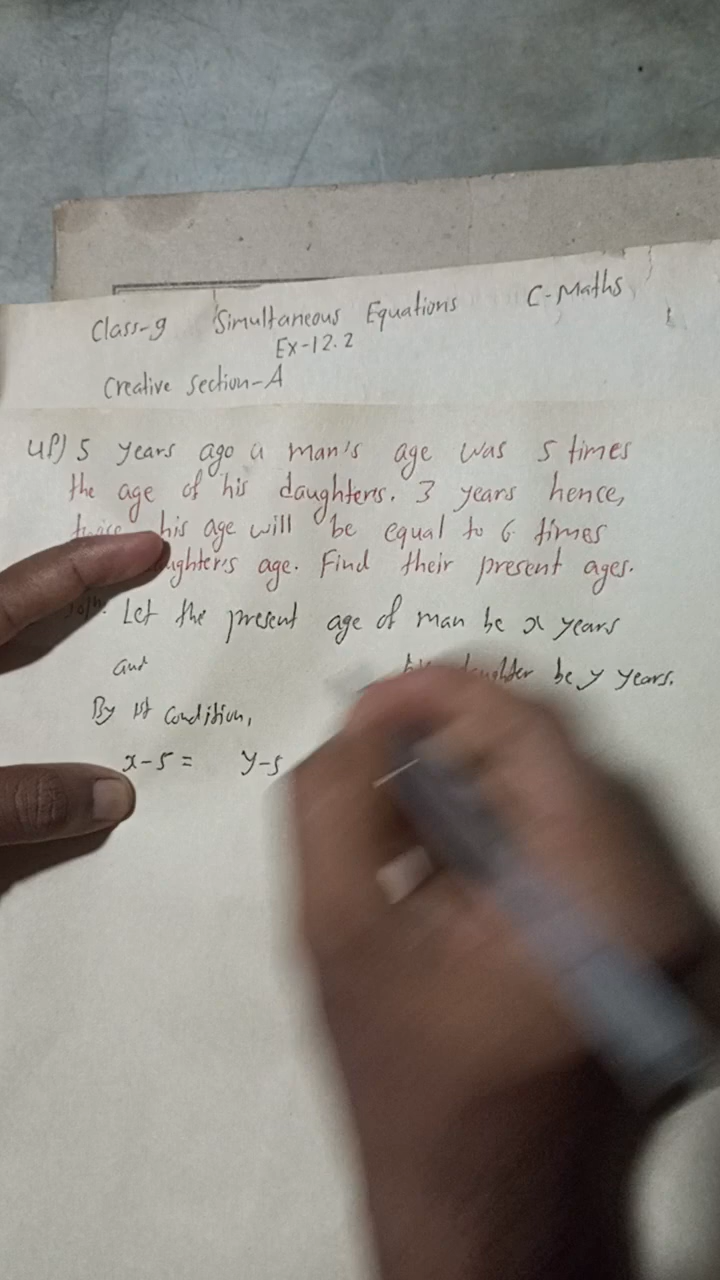 Class-9 Simultaneous Equations C-Maths
Ex-12.2
Creative section-A
5 years ago a man's age was 5 times
the age of his daughters. 3 years hence,
his age will be equal to 6 times
age. Find their present ages.
Let the present age of man be x years
and be y years.
By 1st condition,
x-5= y-5